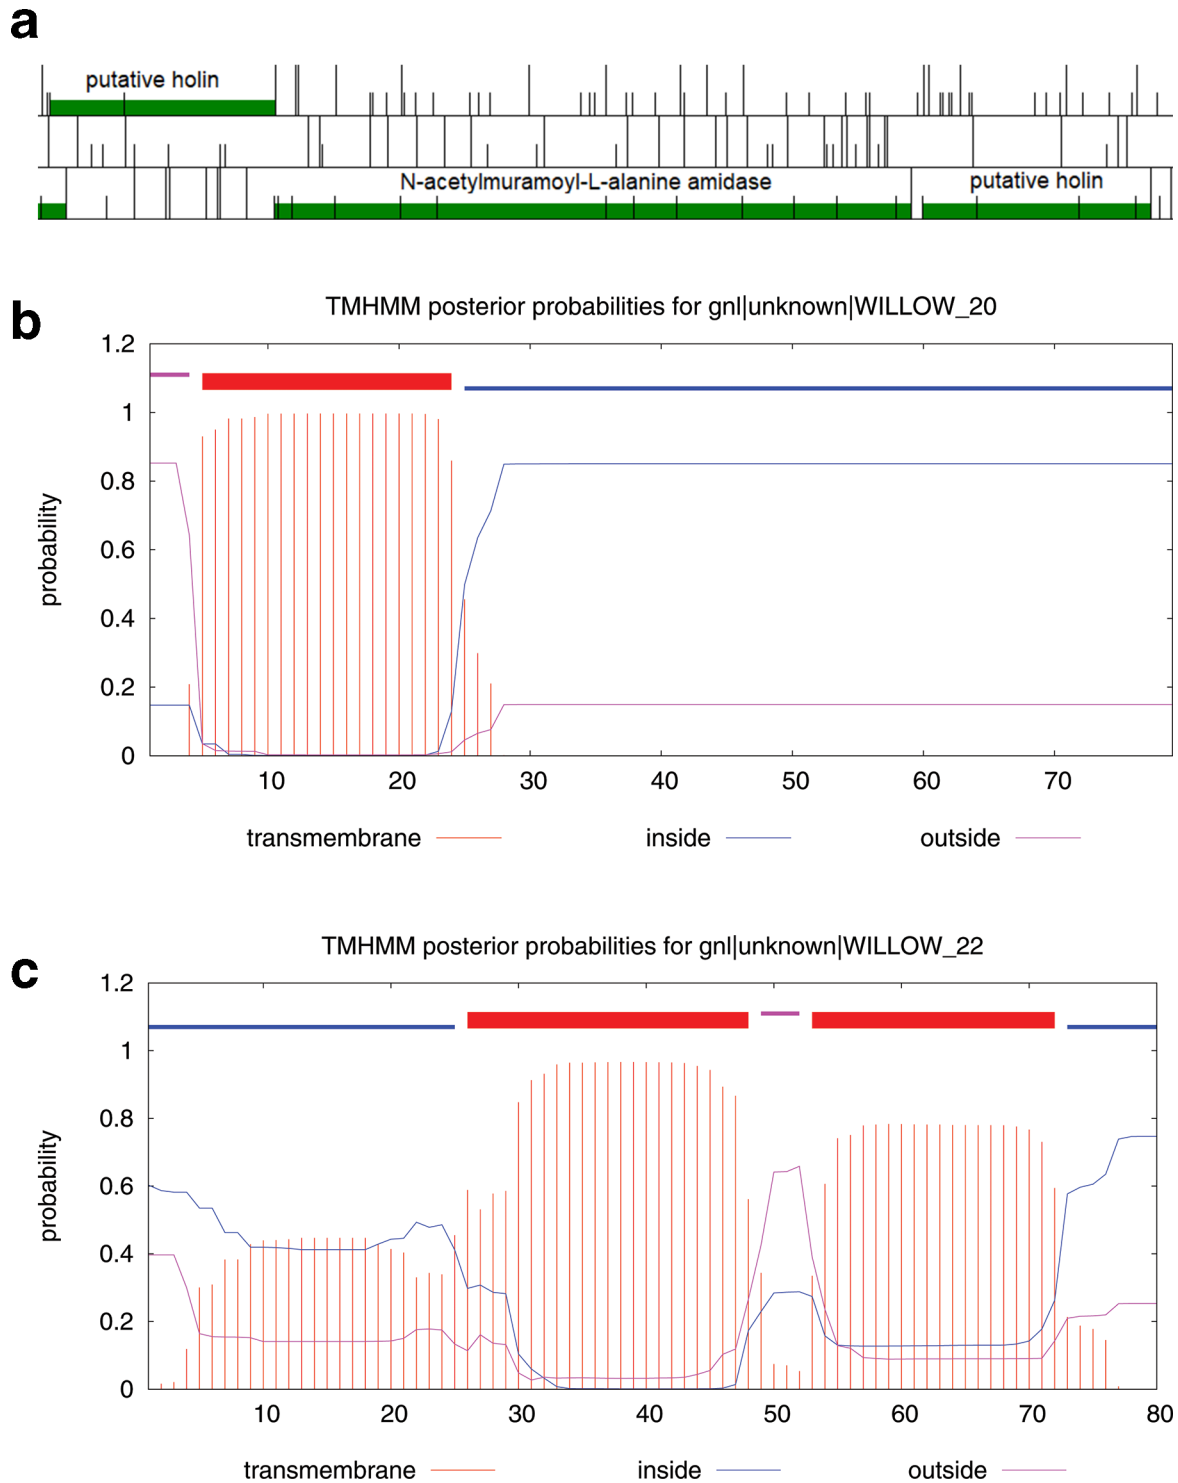 a
putative holin
N-acetylmuramoyl-L-alanine amidase putative holin
b
TMHMM posterior probabilities for gnl|unknown|WILLOW_20
1.2
1
0.8
0.6
0.4
0.2
0
probability
10 20 30 40 50 60 70
transmembrane inside outside
c
TMHMM posterior probabilities for gnl|unknown|WILLOW_22
1.2
1
0.8
0.6
0.4
0.2
0
probability
10 20 30 40 50 60 70 80
transmembrane inside outside